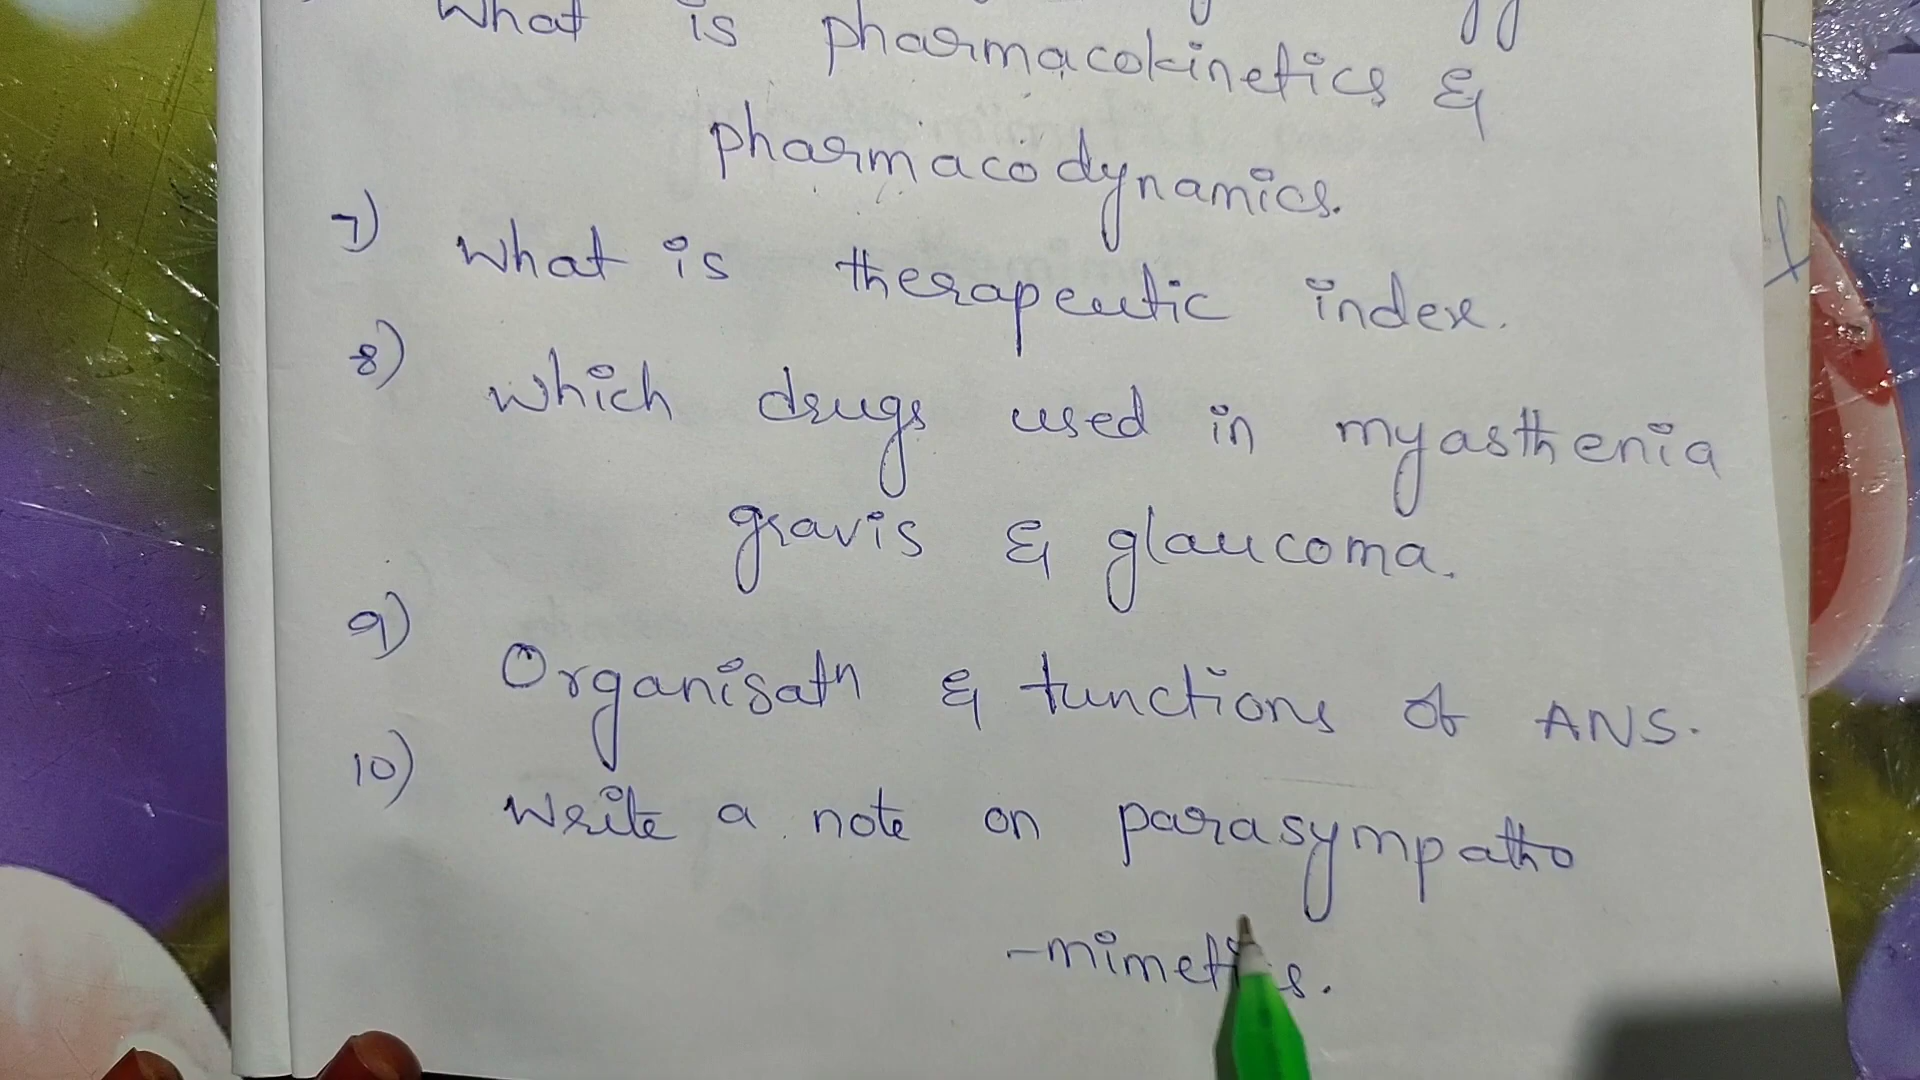 What is pharmacokinetics &
pharmacodynamics.
7) What is therapeutic index.
8) which drugs used in myasthenia
gravis & glaucoma.
9) Organisatn & functions of ANS.
10) Write a note on parasympatho
-mimetics.